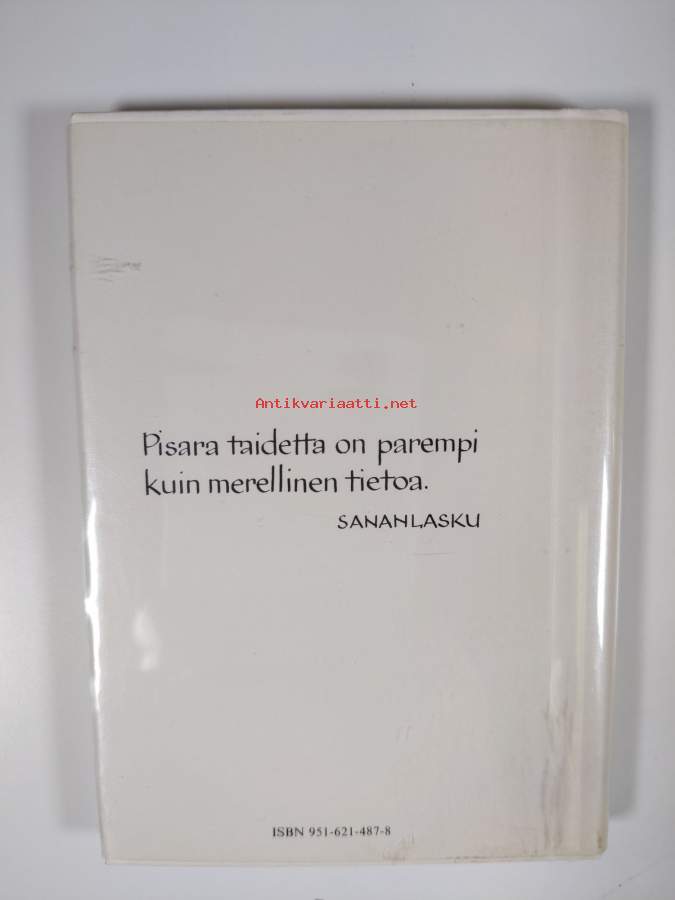 Antikvariaatti.net
Pisara taidetta on parempi
kuin merellinen tietoa.
SANANLASKU
ISBN 951-621-487-8